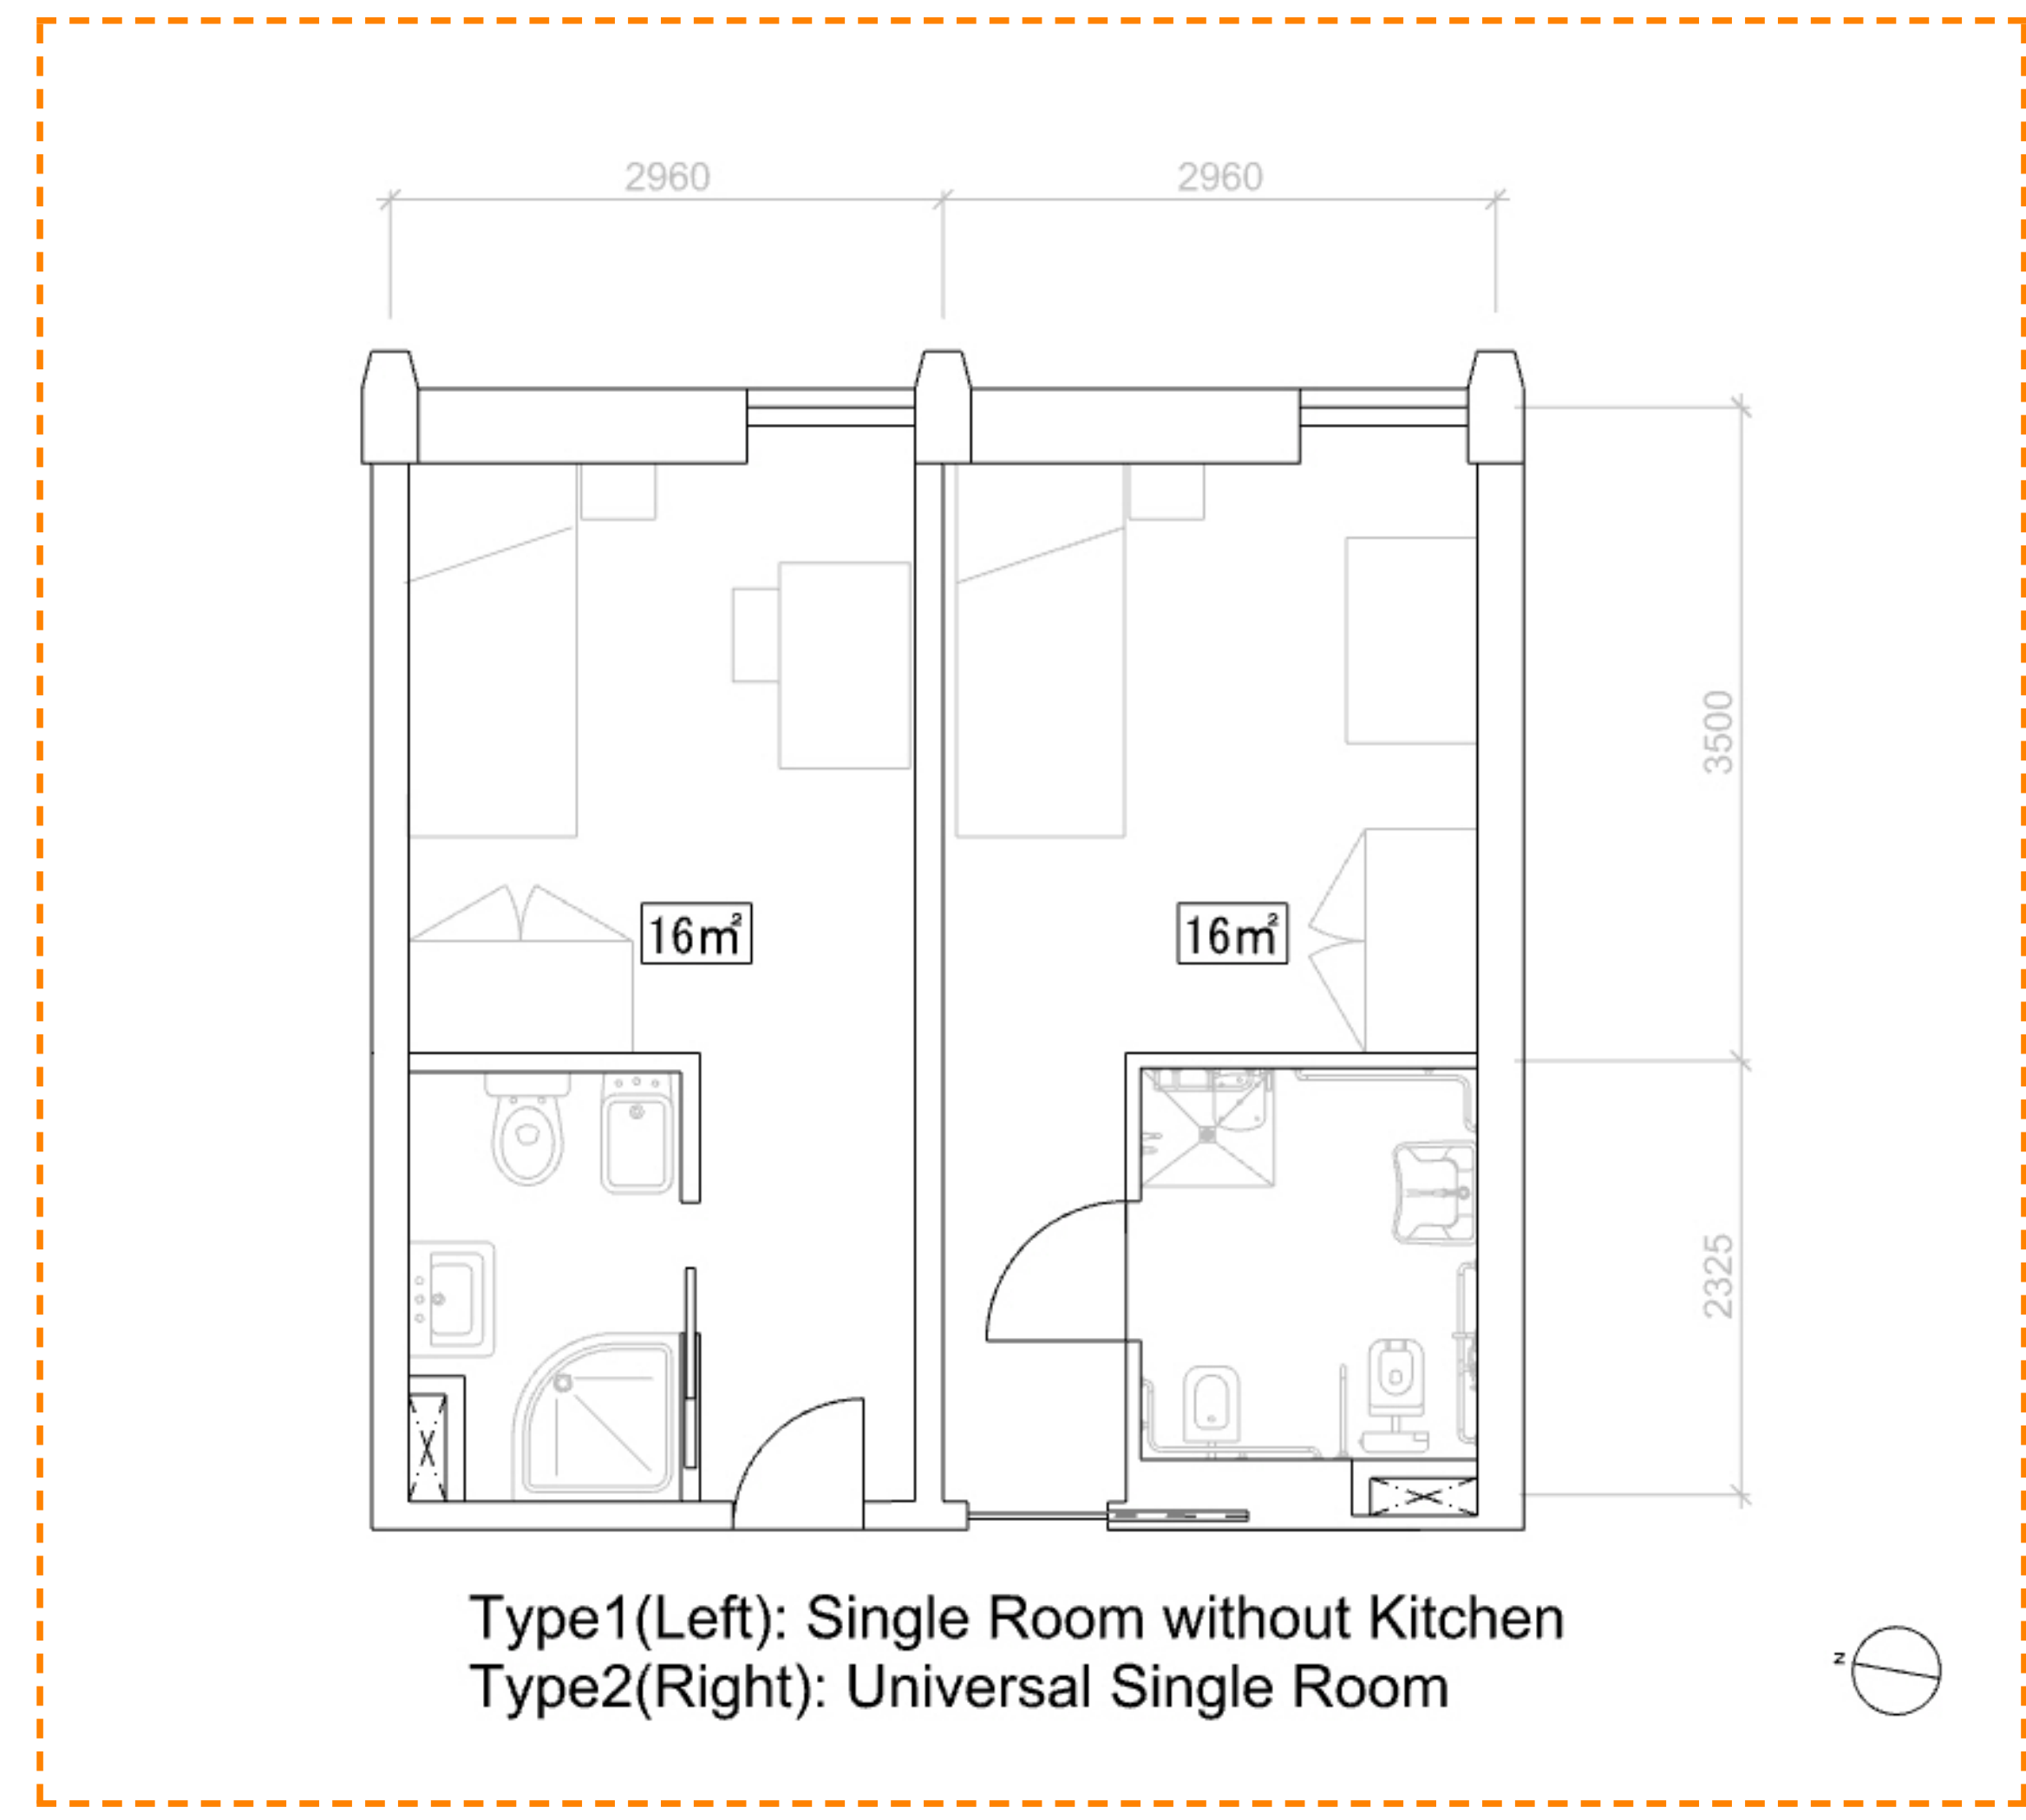 2960
2960
3500
16㎡
16㎡
2325
Type1(Left): Single Room without Kitchen
Type2(Right): Universal Single Room
N